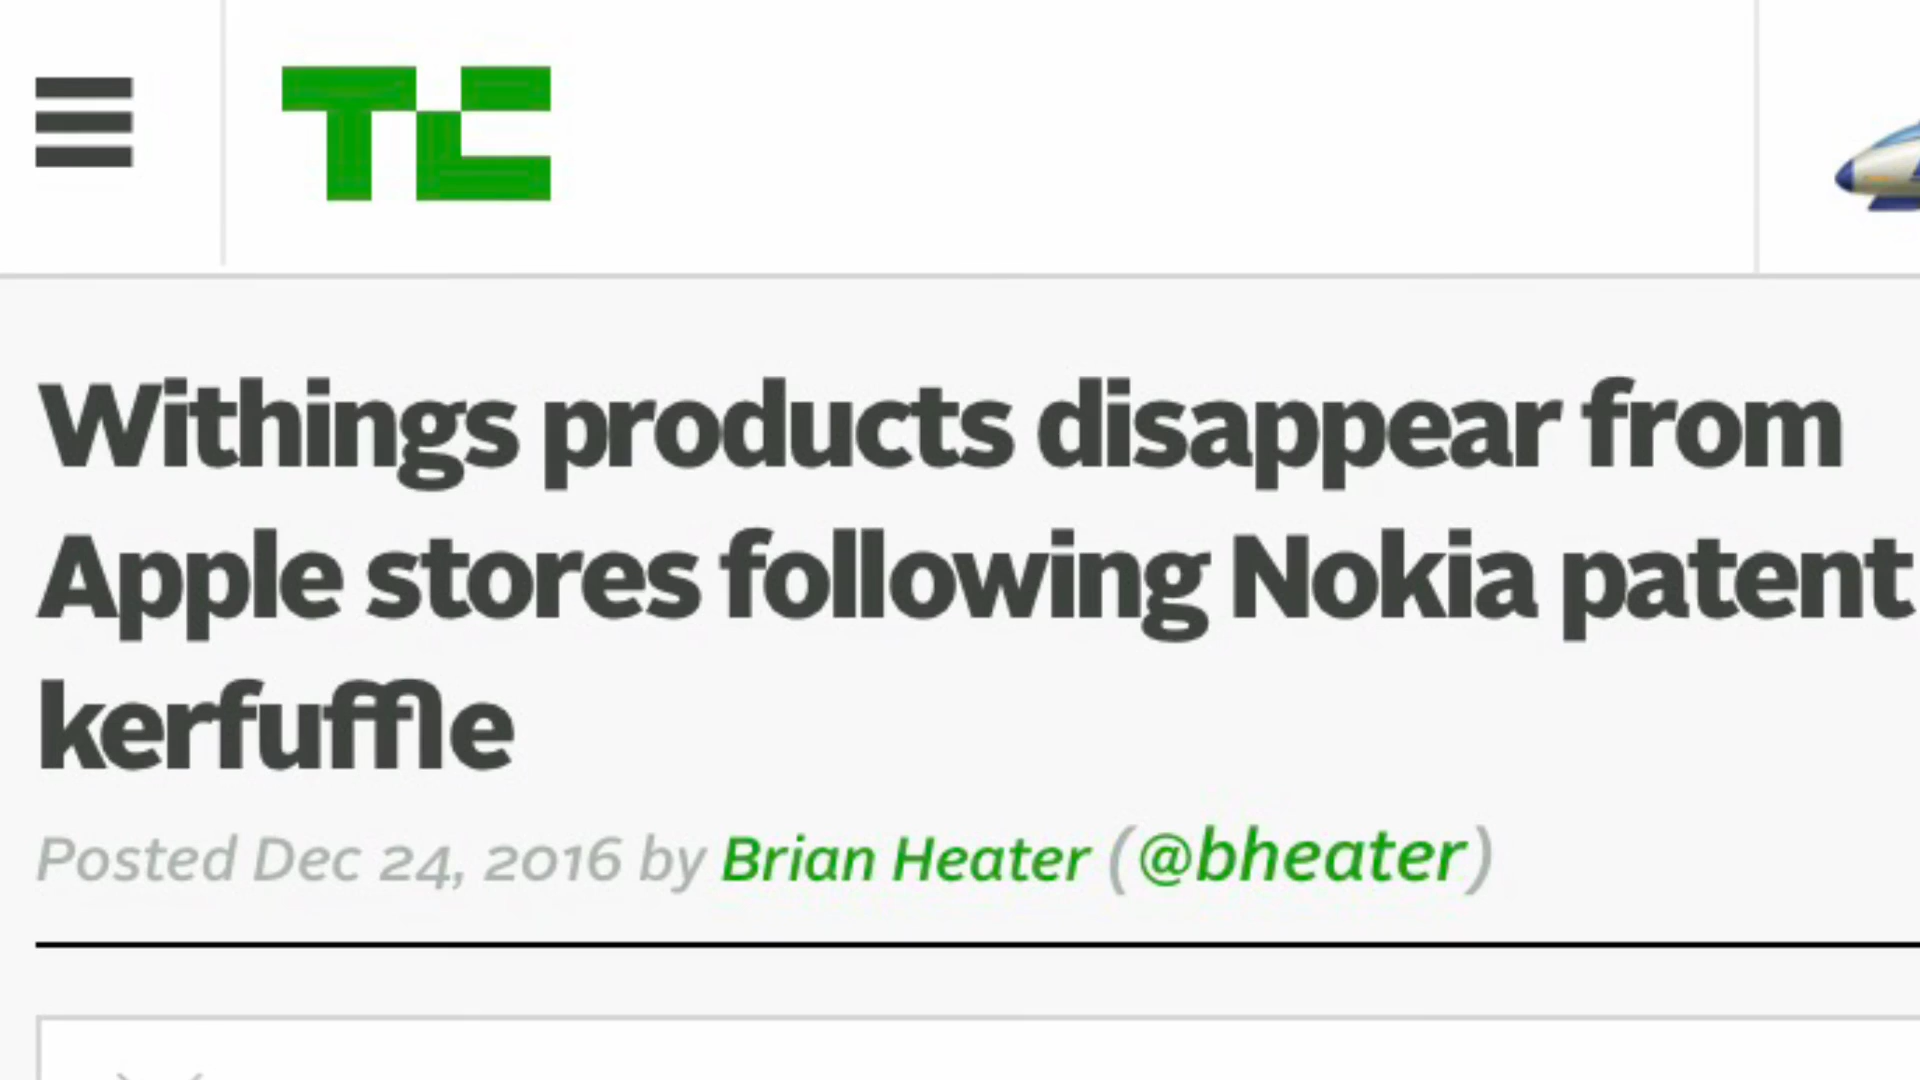 TC
Withings products disappear from
Apple stores following Nokia patent
kerfuffle
Posted Dec 24, 2016 by Brian Heater (@bheater)